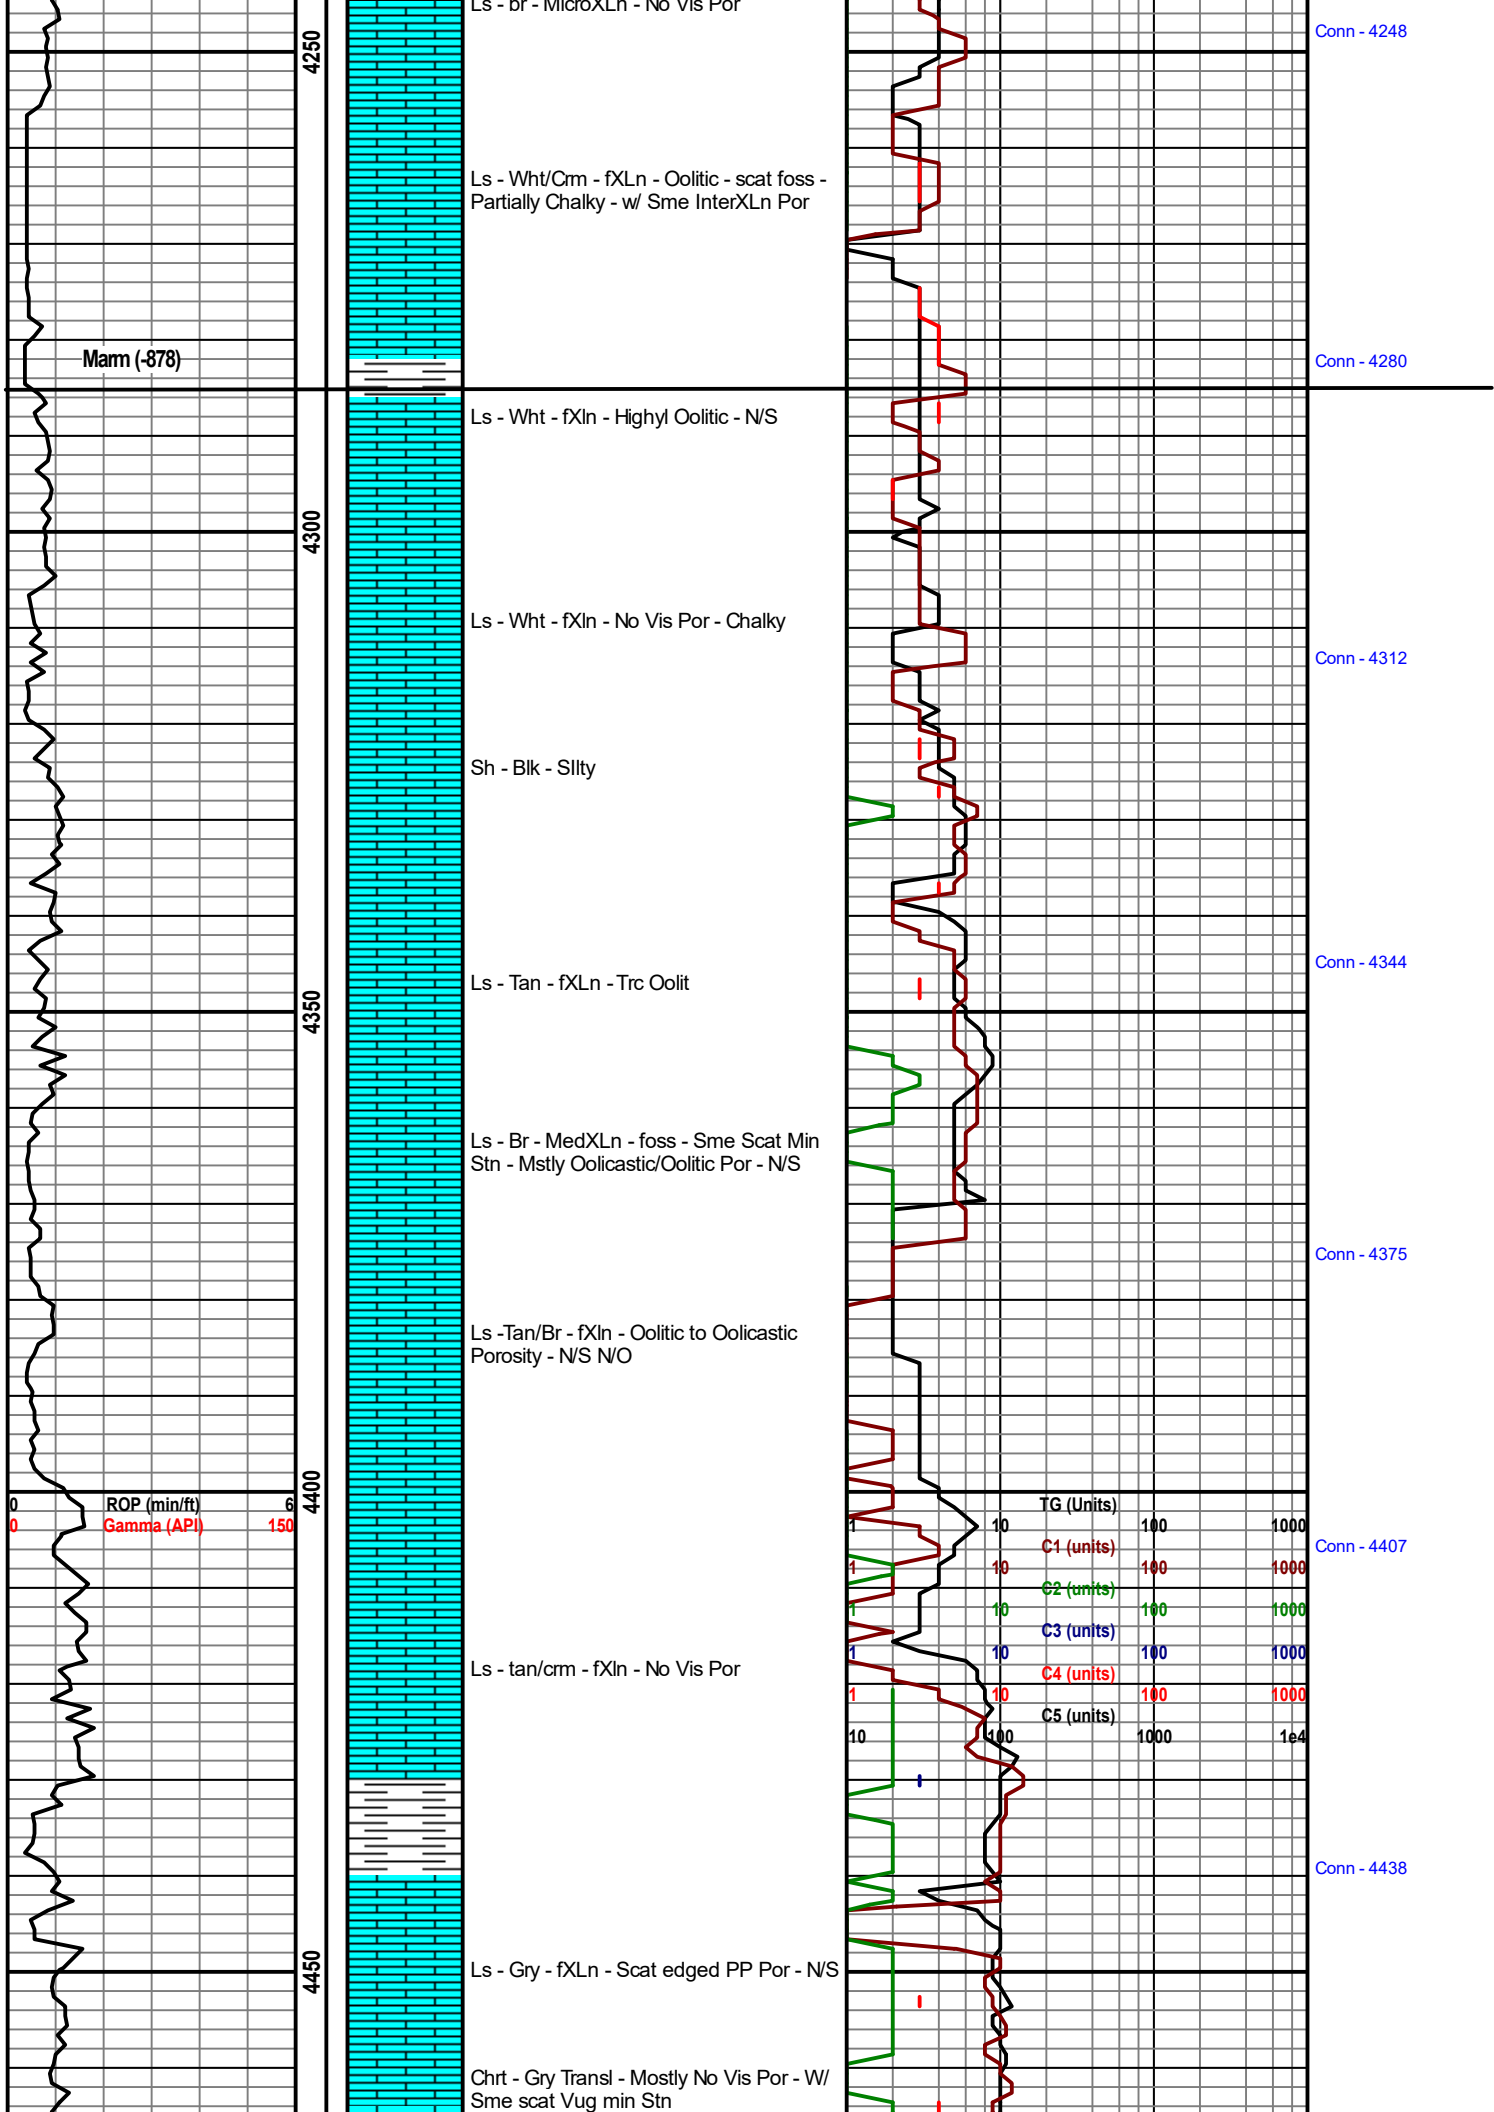 Ls - br - MicroXLn - No Vis Por
Conn - 4248
4250
Ls - Wht/Crm - fXLn - Oolitic - scat foss -
Partially Chalky - w/ Sme InterXLn Por
Marm (-878)
Conn - 4280
Ls - Wht - fXln - Highyl Oolitic - N/S
4300
Ls - Wht - fXln - No Vis Por - Chalky
Conn - 4312
Sh - Blk - SIlty
Conn - 4344
Ls - Tan - fXLn - Trc Oolit
4350
Ls - Br - MedXLn - foss - Sme Scat Min
Stn - Mstly Oolicastic/Oolitic Por - N/S
Conn - 4375
Ls -Tan/Br - fXln - Oolitic to Oolicastic
Porosity - N/S N/O
4400
0 ROP (min/ft) 6
0 Gamma (API) 150
TG (Units)
1 10 100 1000
Conn - 4407
C1 (units)
1 10 100 1000
C2 (units)
1 10 100 1000
C3 (units)
1 10 100 1000
C4 (units)
1 10 100 1000
C5 (units)
10 100 1000 1e4
Ls - tan/crm - fXln - No Vis Por
Conn - 4438
4450
Ls - Gry - fXLn - Scat edged PP Por - N/S
Chrt - Gry Transl - Mostly No Vis Por - W/
Sme scat Vug min Stn